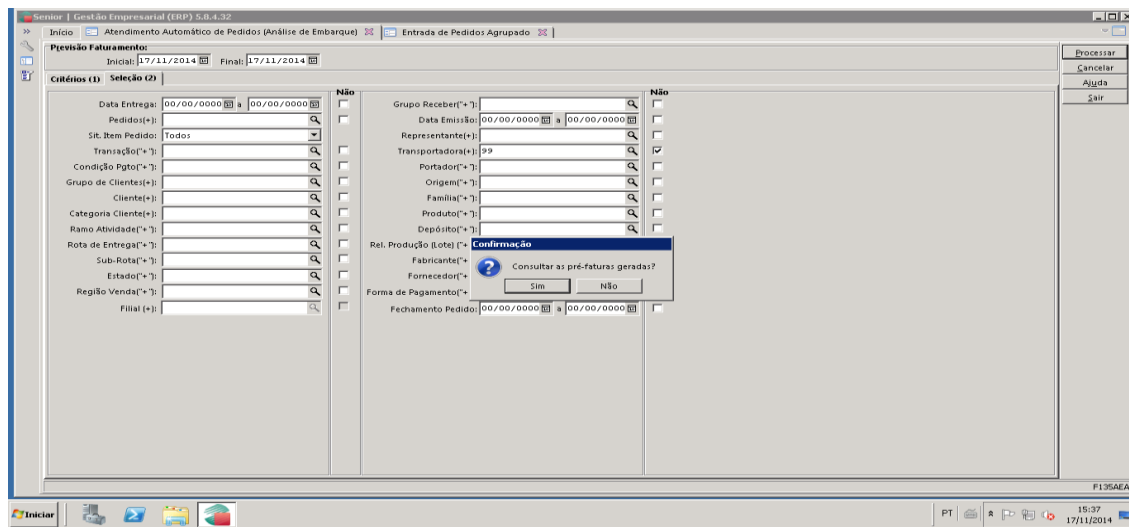 Senior | Gestão Empresarial (ERP) 5.8.4.32
Início Atendimento Automático de Pedidos (Análise de Embarque) Entrada de Pedidos Agrupado
Previsão Faturamento:
Inicial: 17/11/2014 Final: 17/11/2014
Critérios (1) Seleção (2)
Processar
Cancelar
Ajuda
Sair
Não Não
Data Entrega: 00/00/0000 a 00/00/0000 Grupo Receber("+"):
Pedidos(+): Data Emissão: 00/00/0000 a 00/00/0000
Sit. Item Pedido: Todos Representante(+):
Transação("+"): Transportadora(+): 99
Condição Pgto("+"): Portador("+"):
Grupo de Clientes(+): Origem("+"):
Cliente(+): Família("+"):
Categoria Cliente(+): Produto("+"):
Ramo Atividade("+"): Depósito("+"):
Rota de Entrega("+"): Rel. Produção (Lote) ("+
Sub-Rota("+"): Fabricante("+
Estado("+"): Fornecedor("+
Região Venda("+"): Forma de Pagamento("+
Filial (+): Fechamento Pedido: 00/00/0000 a 00/00/0000
Confirmação
Consultar as pré-faturas geradas?
Sim Não
F135AEA
Iniciar PT 15:37
17/11/2014